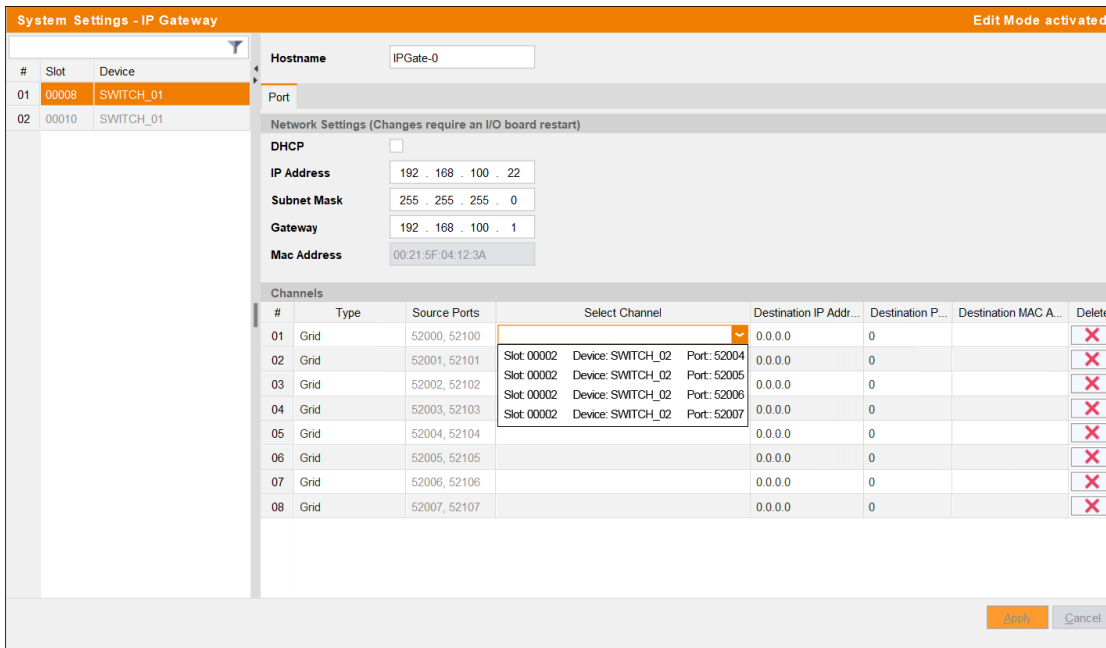 System Settings - IP Gateway Edit Mode activated
Hostname IPGate-0
# Slot Device
01 00008 SWITCH_01
02 00010 SWITCH_01
Port
Network Settings (Changes require an I/O board restart)
DHCP
IP Address 192 . 168 . 100 . 22
Subnet Mask 255 . 255 . 255 . 0
Gateway 192 . 168 . 100 . 1
Mac Address 00:21:5F:04:12:3A
Channels
# Type Source Ports Select Channel Destination IP Addr... Destination P... Destination MAC A... Delete
01 Grid 52000, 52100 0.0.0.0 0
Slot: 00002 Device: SWITCH_02 Port:: 52004
02 Grid 52001, 52101 0.0.0.0 0
Slot: 00002 Device: SWITCH_02 Port:: 52005
03 Grid 52002, 52102 0.0.0.0 0
Slot: 00002 Device: SWITCH_02 Port:: 52006
04 Grid 52003, 52103 0.0.0.0 0
Slot: 00002 Device: SWITCH_02 Port:: 52007
05 Grid 52004, 52104 0.0.0.0 0
06 Grid 52005, 52105 0.0.0.0 0
07 Grid 52006, 52106 0.0.0.0 0
08 Grid 52007, 52107 0.0.0.0 0
Apply Cancel